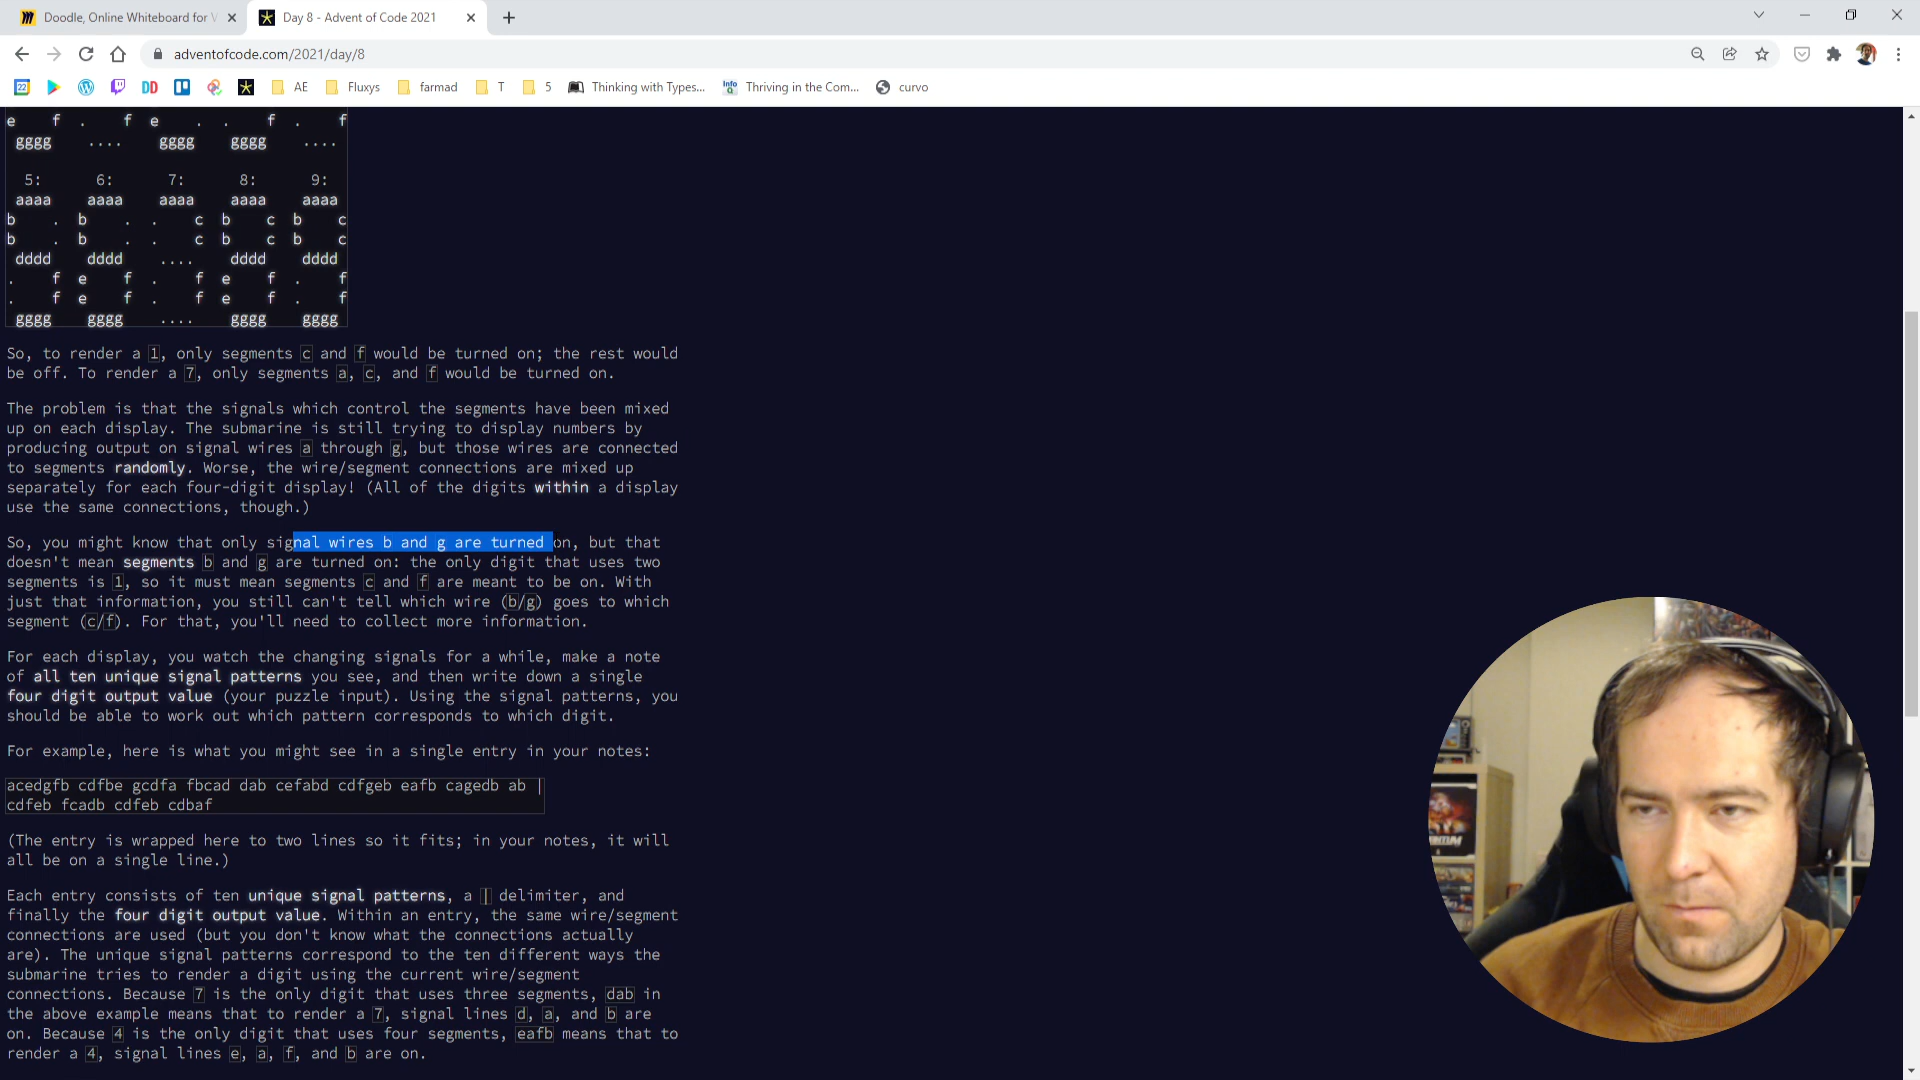 Doodle, Online Whiteboard for
Day 8 - Advent of Code 2021
adventofcode.com/2021/day/8
22
DD
AE
Fluxys
farmad
T
5
Thinking with Types...
Thriving in the Com...
curvo
e    f  .    f  e    .  .    f  .    f
gggg    ....    gggg    gggg    ....
5:      6:      7:      8:      9:
aaaa    aaaa    aaaa    aaaa    aaaa
b    .  b    .  .    c  b    c  b    c
b    .  b    .  .    c  b    c  b    c
dddd    dddd    ....    dddd    dddd
.    f  e    f  .    f  e    f  .    f
.    f  e    f  .    f  e    f  .    f
gggg    gggg    ....    gggg    gggg
So, to render a 1, only segments c and f would be turned on; the rest would
be off. To render a 7, only segments a, c, and f would be turned on.
The problem is that the signals which control the segments have been mixed
up on each display. The submarine is still trying to display numbers by
producing output on signal wires a through g, but those wires are connected
to segments randomly. Worse, the wire/segment connections are mixed up
separately for each four-digit display! (All of the digits within a display
use the same connections, though.)
So, you might know that only signal wires b and g are turned on, but that
doesn't mean segments b and g are turned on: the only digit that uses two
segments is 1, so it must mean segments c and f are meant to be on. With
just that information, you still can't tell which wire (b/g) goes to which
segment (c/f). For that, you'll need to collect more information.
For each display, you watch the changing signals for a while, make a note
of all ten unique signal patterns you see, and then write down a single
four digit output value (your puzzle input). Using the signal patterns, you
should be able to work out which pattern corresponds to which digit.
For example, here is what you might see in a single entry in your notes:
acedgfb cdfbe gcdfa fbcad dab cefabd cdfgeb eafb cagedb ab |
cdfeb fcadb cdfeb cdbaf
(The entry is wrapped here to two lines so it fits; in your notes, it will
all be on a single line.)
Each entry consists of ten unique signal patterns, a | delimiter, and
finally the four digit output value. Within an entry, the same wire/segment
connections are used (but you don't know what the connections actually
are). The unique signal patterns correspond to the ten different ways the
submarine tries to render a digit using the current wire/segment
connections. Because 7 is the only digit that uses three segments, dab in
the above example means that to render a 7, signal lines d, a, and b are
on. Because 4 is the only digit that uses four segments, eafb means that to
render a 4, signal lines e, a, f, and b are on.